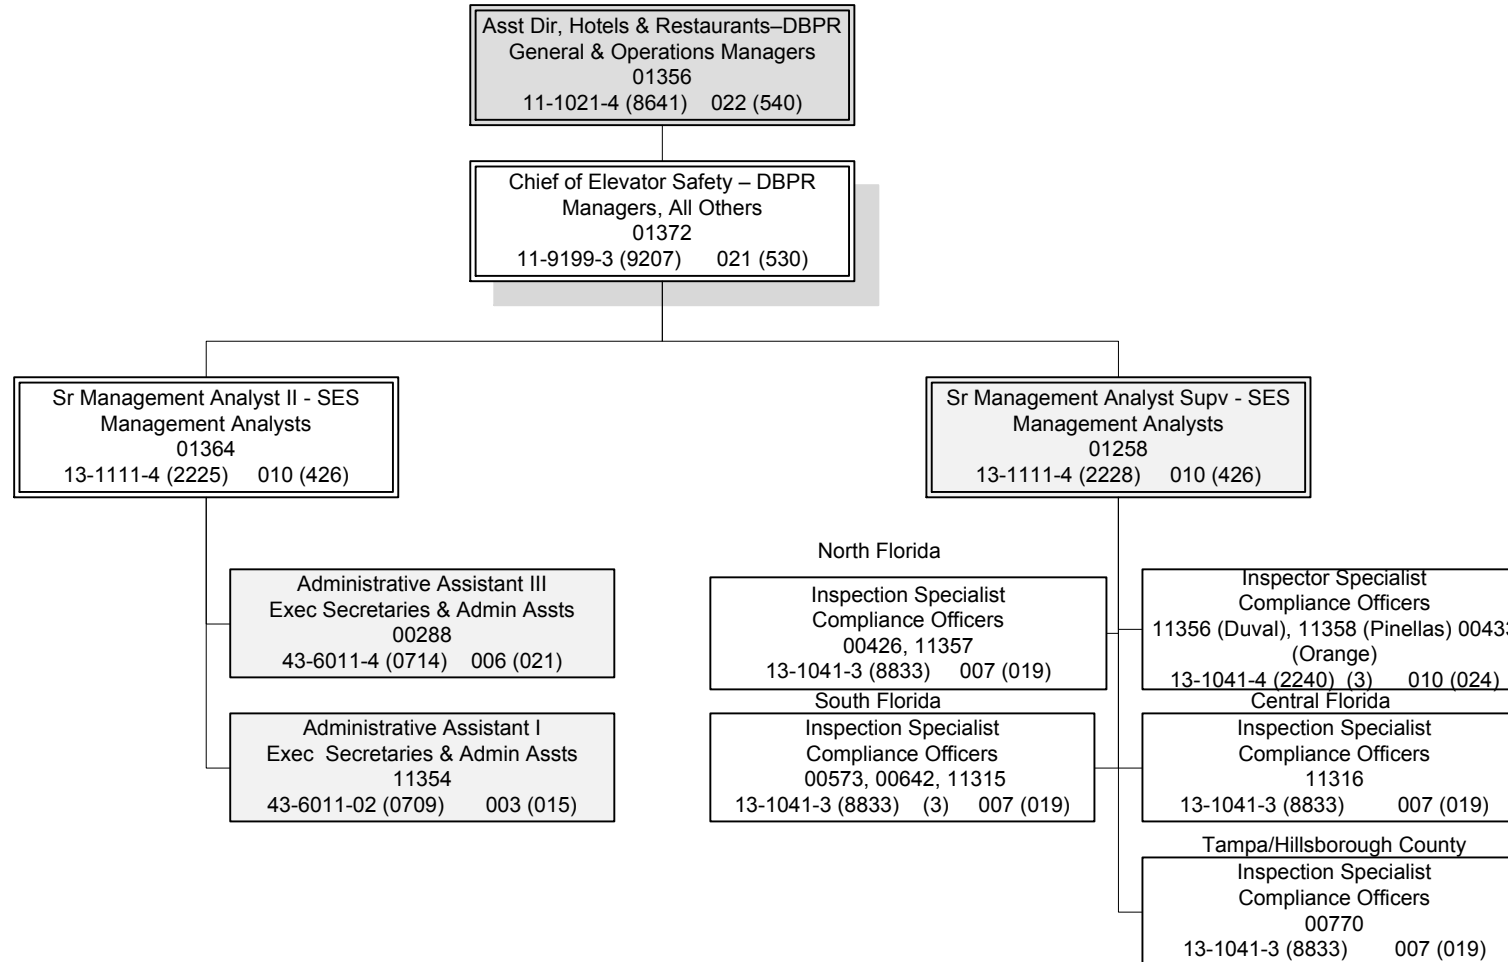 Asst Dir, Hotels & Restaurants–DBPR
General & Operations Managers
01356
11-1021-4 (8641) 022 (540)
Chief of Elevator Safety – DBPR
Managers, All Others
01372
11-9199-3 (9207) 021 (530)
Sr Management Analyst II - SES
Management Analysts
01364
13-1111-4 (2225) 010 (426)
Sr Management Analyst Supv - SES
Management Analysts
01258
13-1111-4 (2228) 010 (426)
Administrative Assistant III
Exec Secretaries & Admin Assts
00288
43-6011-4 (0714) 006 (021)
Administrative Assistant I
Exec Secretaries & Admin Assts
11354
43-6011-02 (0709) 003 (015)
North Florida
Inspection Specialist
Compliance Officers
00426, 11357
13-1041-3 (8833) 007 (019)
Inspector Specialist
Compliance Officers
11356 (Duval), 11358 (Pinellas) 00433
(Orange)
13-1041-4 (2240) (3) 010 (024)
South Florida
Inspection Specialist
Compliance Officers
00573, 00642, 11315
13-1041-3 (8833) (3) 007 (019)
Central Florida
Inspection Specialist
Compliance Officers
11316
13-1041-3 (8833) 007 (019)
Tampa/Hillsborough County
Inspection Specialist
Compliance Officers
00770
13-1041-3 (8833) 007 (019)